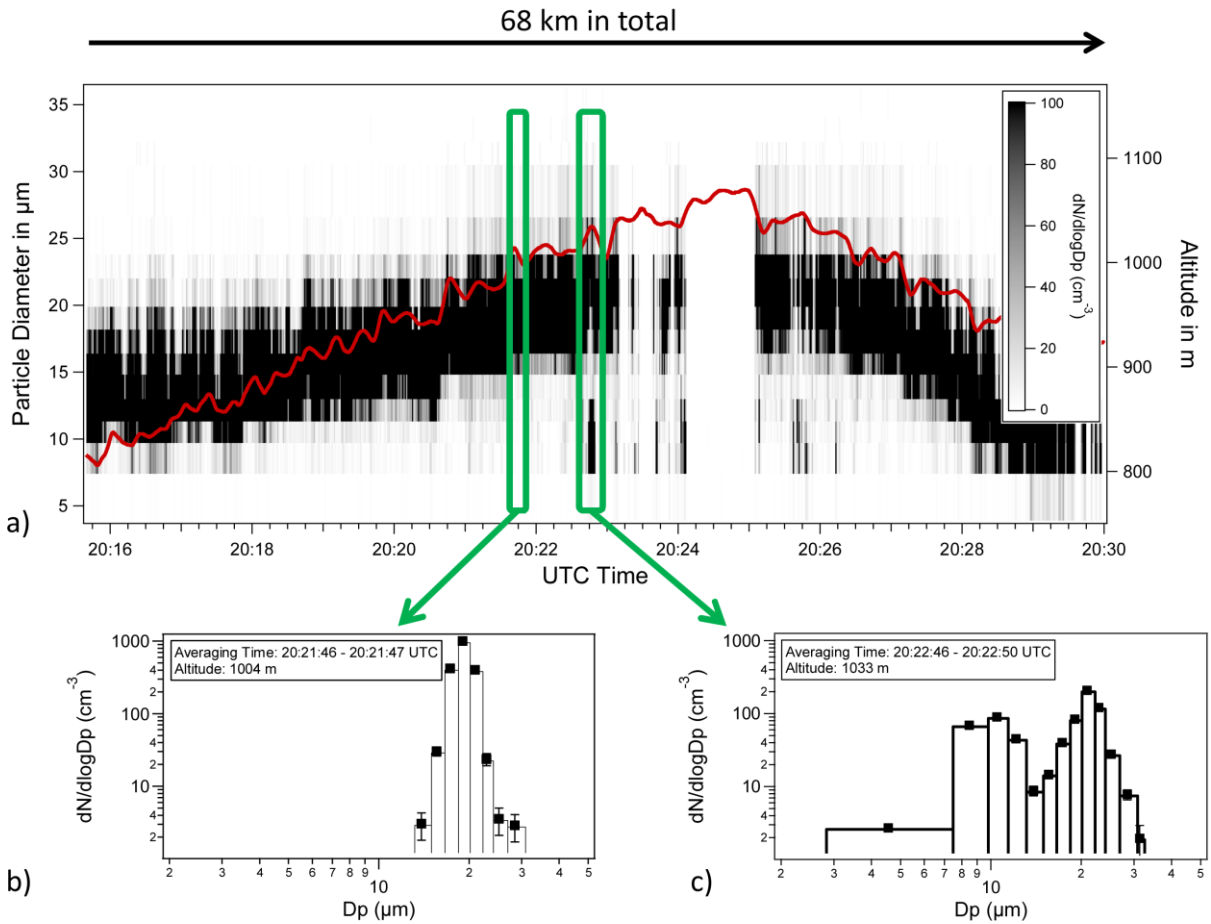 68 km in total
35
30
25
20
15
10
5
Particle Diameter in µm
1100
1000
900
800
Altitude in m
100
80
60
40
20
0
dN/dlogDp (cm⁻³)
a)
20:16 20:18 20:20 20:22 20:24 20:26 20:28 20:30
UTC Time
1000
4
2
100
4
2
10
4
2
dN/dlogDp (cm⁻³)
Averaging Time: 20:21:46 - 20:21:47 UTC
Altitude: 1004 m
2 3 4 5 6 7 8 9 10 2 3 4 5
Dp (µm)
b)
1000
4
2
100
4
2
10
4
2
dN/dlogDp (cm⁻³)
Averaging Time: 20:22:46 - 20:22:50 UTC
Altitude: 1033 m
2 3 4 5 6 7 8 9 10 2 3 4 5
Dp (µm)
c)